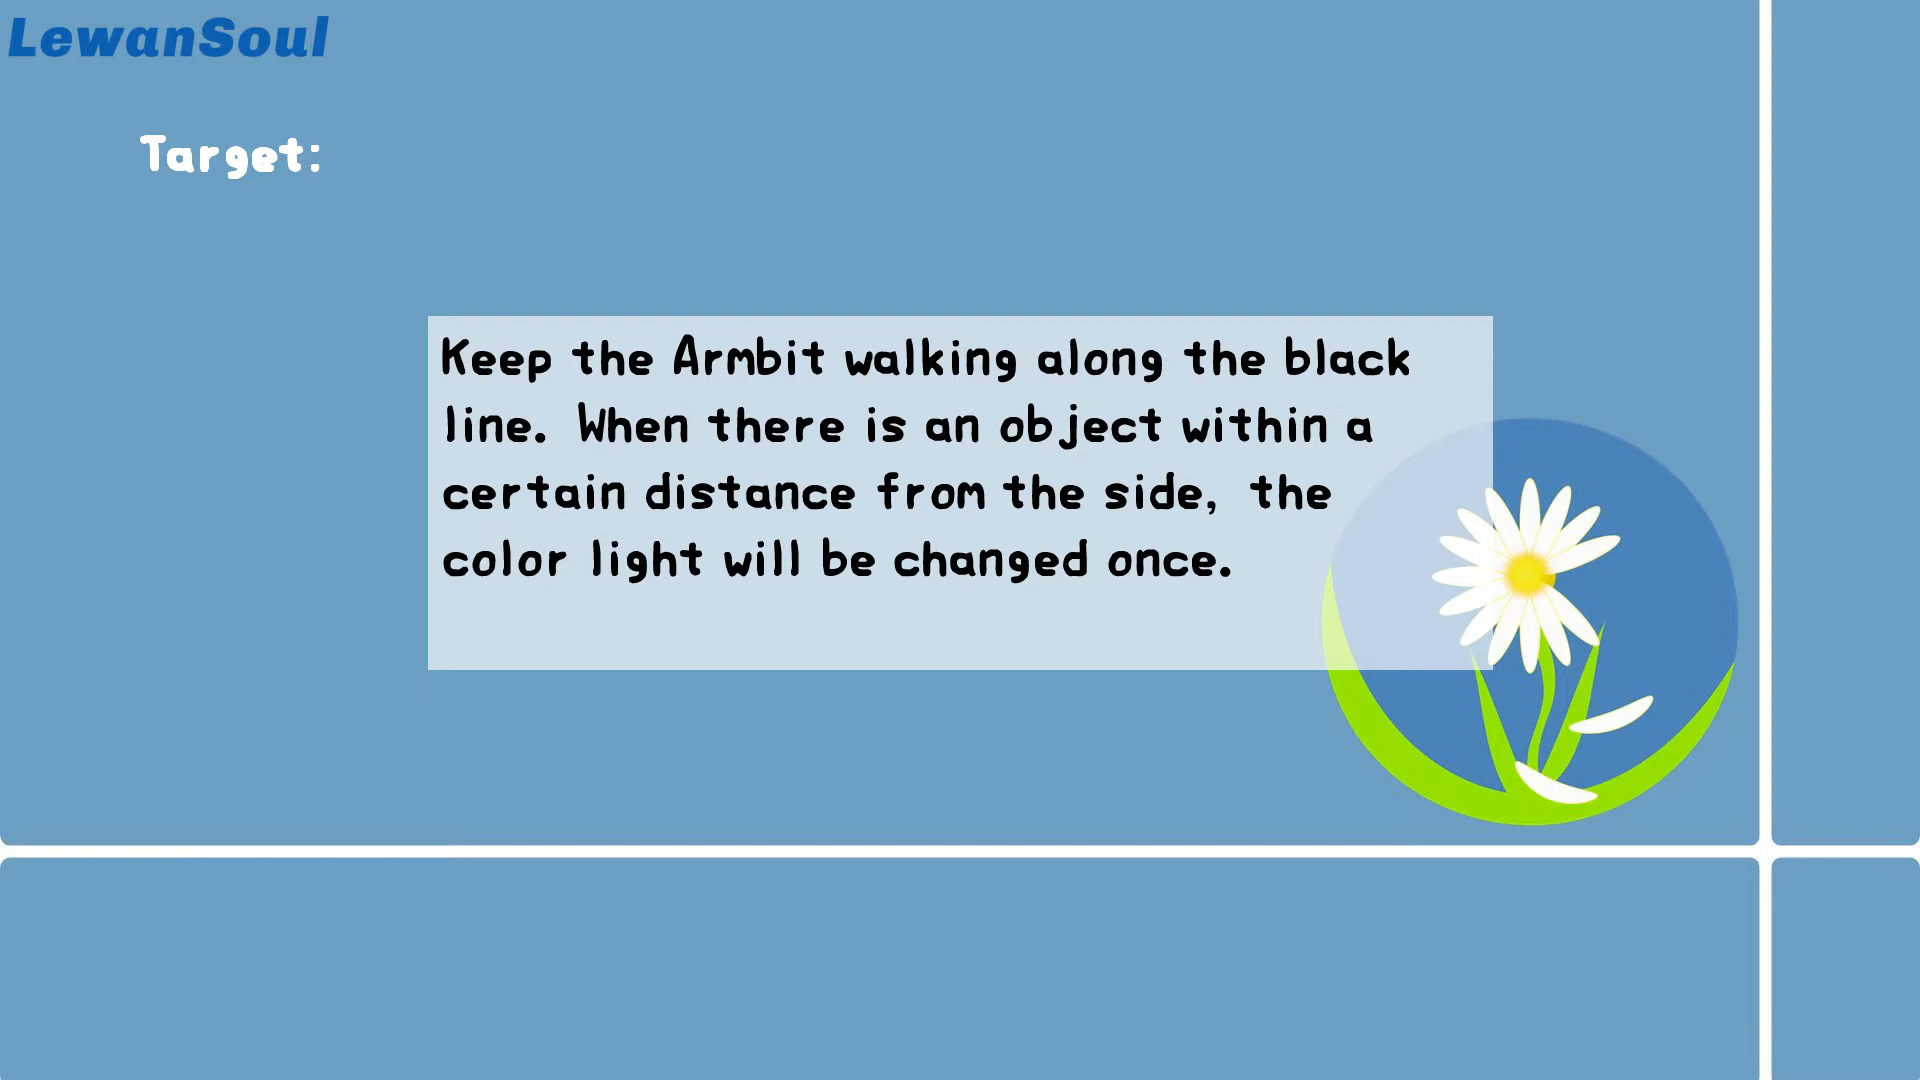 LewanSoul
Target:
Keep the Armbit walking along the black
line. When there is an object within a
certain distance from the side, the
color light will be changed once.